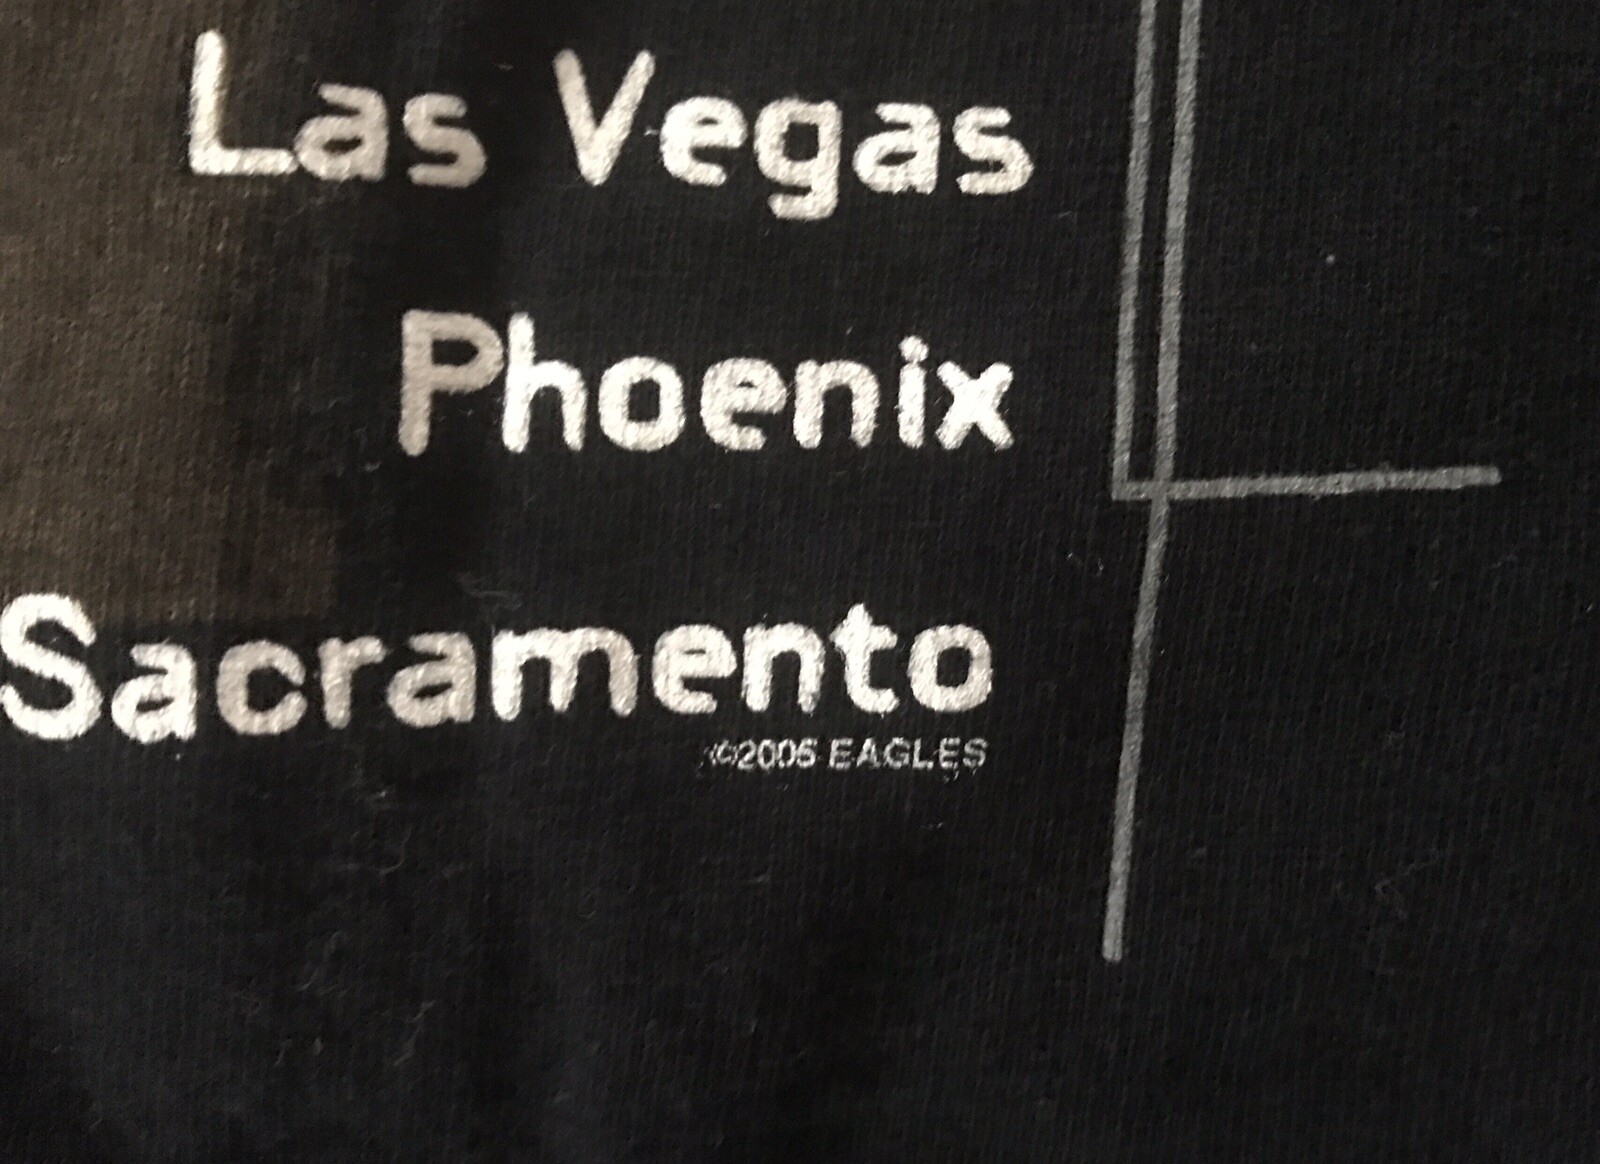 Las Vegas
Phoenix
Sacramento
©2005 EAGLES